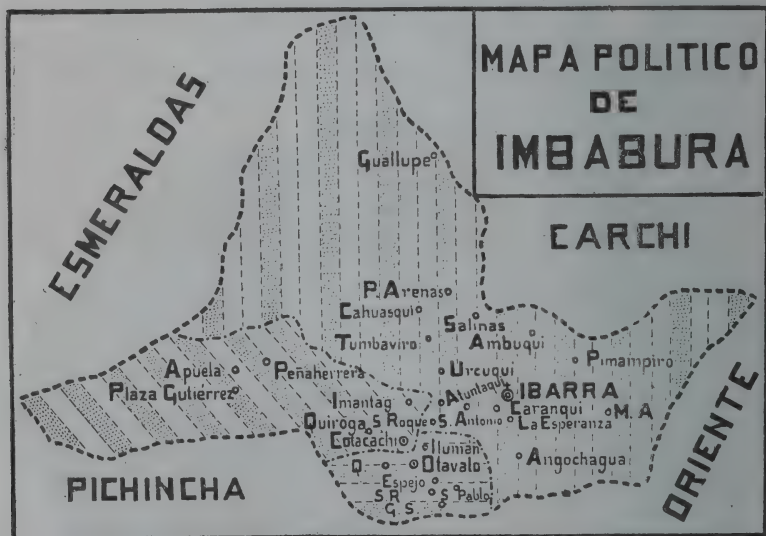 MAPA POLITICO
DE
IMBABURA
ESMERALDAS
CARCHI
Guallupe
P. Arenas
Cahuasqui
Salinas
Tumbaviro
Ambuqui
Pimampiro
Apuela
Peñaherrera
Urcuqui
Plaza Gutiérrez
Atuntaqui
IBARRA
Imantag
Caranqui
M. A
Quiroga
S Roque
S. Antonio
La Esperanza
Cotacachi
Iluman
Q
Otavalo
Angochagua
Espejo
S R
S Pablo
G S.
PICHINCHA
ORIENTE